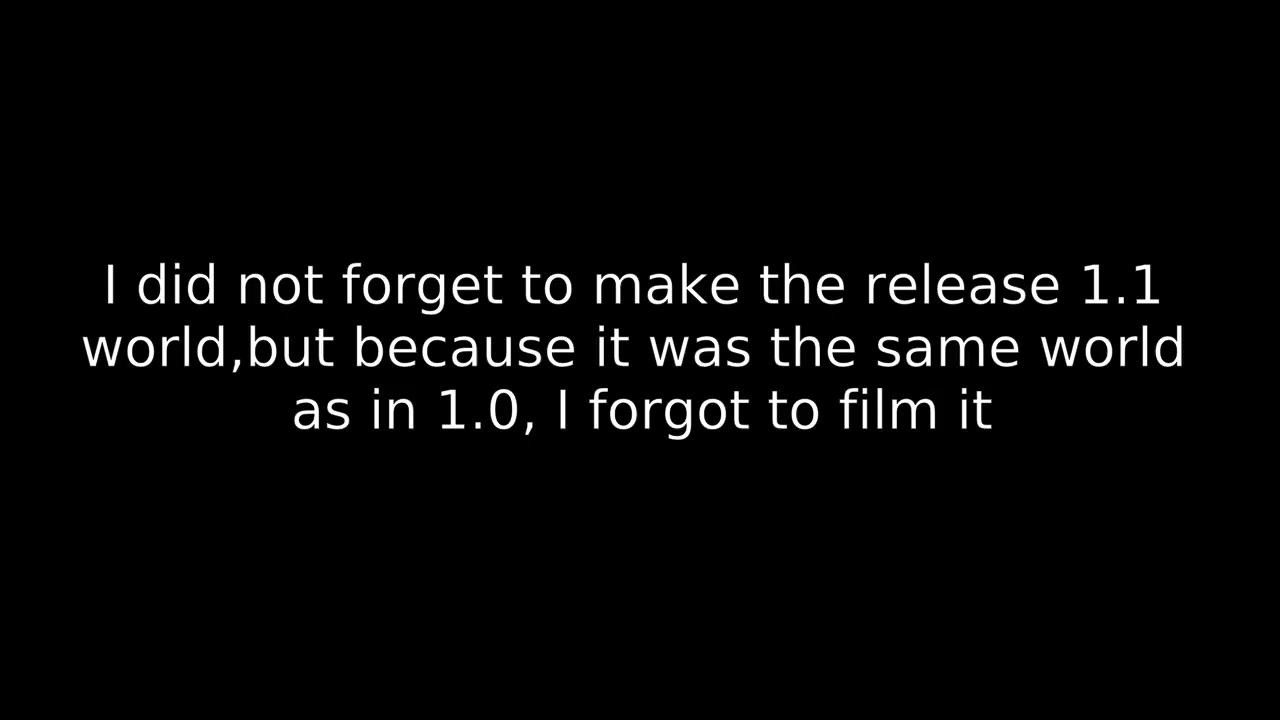 I did not forget to make the release 1.1
world,but because it was the same world
as in 1.0, I forgot to film it